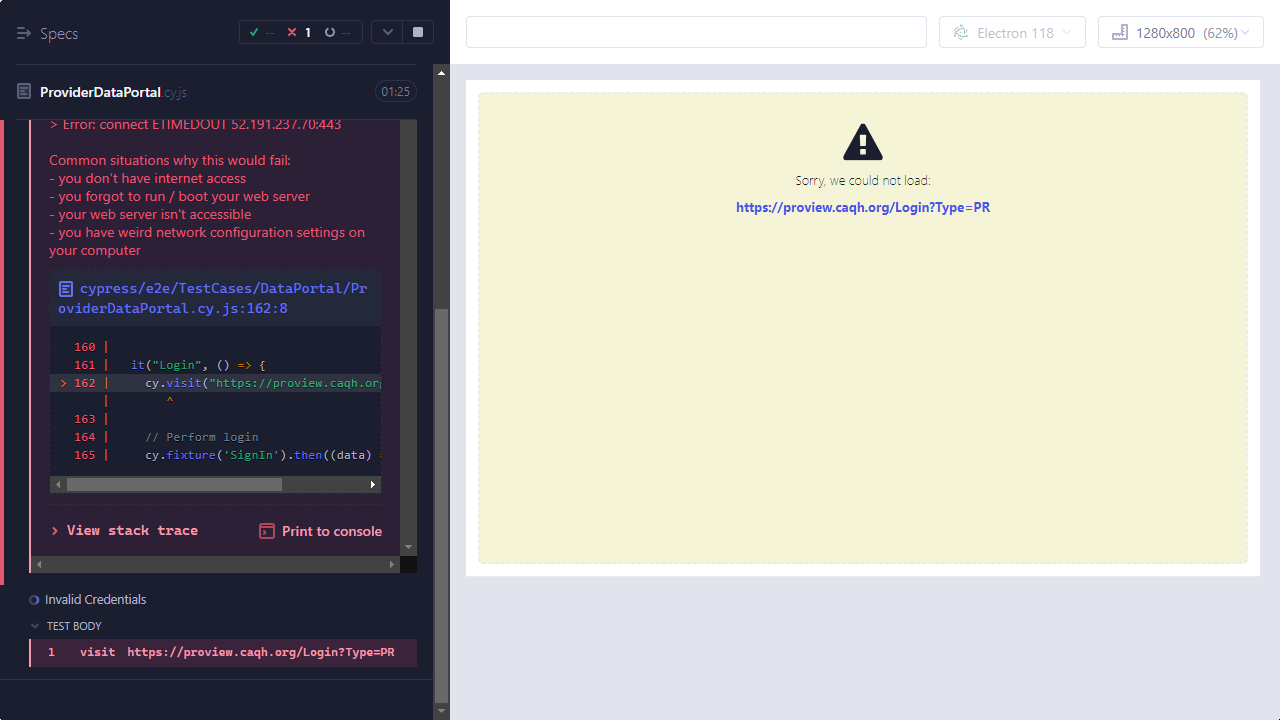 Specs
--
1
--
Electron 118
1280x800 (62%)
ProviderDataPortal.cy.js
01:25
> Error: connect ETIMEDOUT 52.191.237.70:443
Common situations why this would fail:
- you don't have internet access
- you forgot to run / boot your web server
- your web server isn't accessible
- you have weird network configuration settings on
your computer
cypress/e2e/TestCases/DataPortal/Pr
oviderDataPortal.cy.js:162:8
160 |
161 | it("Login", () => {
> 162 | cy.visit("https://proview.caqh.or
| ^
163 |
164 | // Perform login
165 | cy.fixture('SignIn').then((data)
> View stack trace
Print to console
Invalid Credentials
TEST BODY
1 visit https://proview.caqh.org/Login?Type=PR
Sorry, we could not load:
https://proview.caqh.org/Login?Type=PR